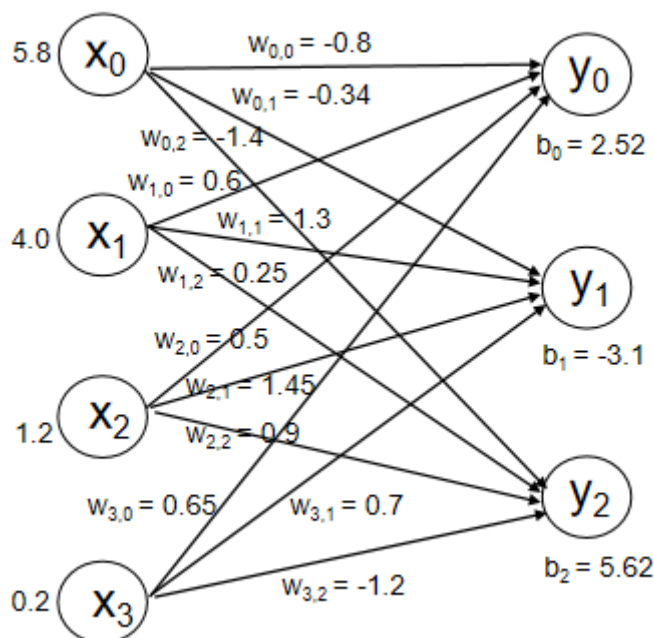 5.8 x0 w0,0 = -0.8 y0
w0,1 = -0.34
w0,2 = -1.4
b0 = 2.52
w1,0 = 0.6
4.0 x1 w1,1 = 1.3
w1,2 = 0.25
y1
w2,0 = 0.5
b1 = -3.1
w2,1 = 1.45
1.2 x2 w2,2 = 0.9
w3,0 = 0.65 w3,1 = 0.7 y2
b2 = 5.62
w3,2 = -1.2
0.2 x3